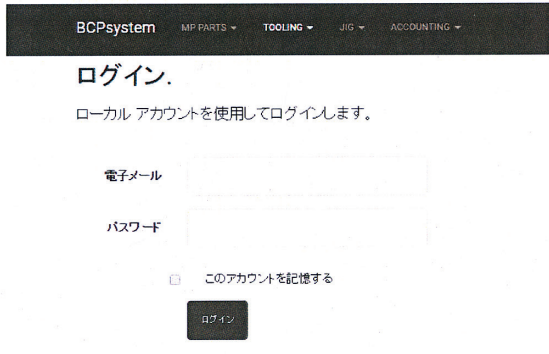 BCPsystem MP PARTS TOOLING JIG ACCOUNTING
ログイン.
ローカル アカウントを使用してログインします。
電子メール
パスワード
このアカウントを記憶する
ログイン